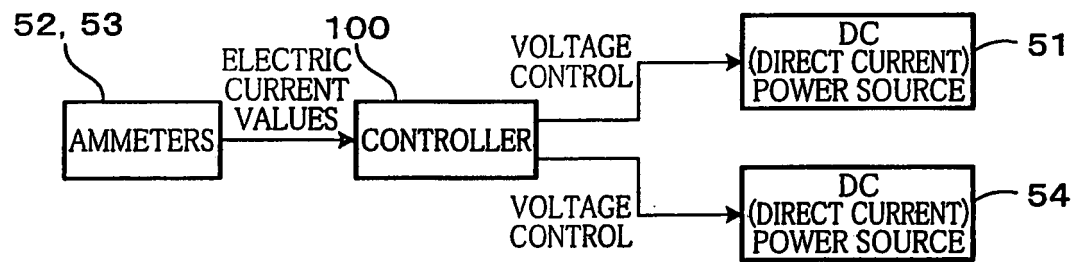 52, 53
100
51
ELECTRIC
CURRENT
VALUES
VOLTAGE
CONTROL
DC
(DIRECT CURRENT)
POWER SOURCE
AMMETERS
CONTROLLER
VOLTAGE
CONTROL
DC
(DIRECT CURRENT)
POWER SOURCE
54